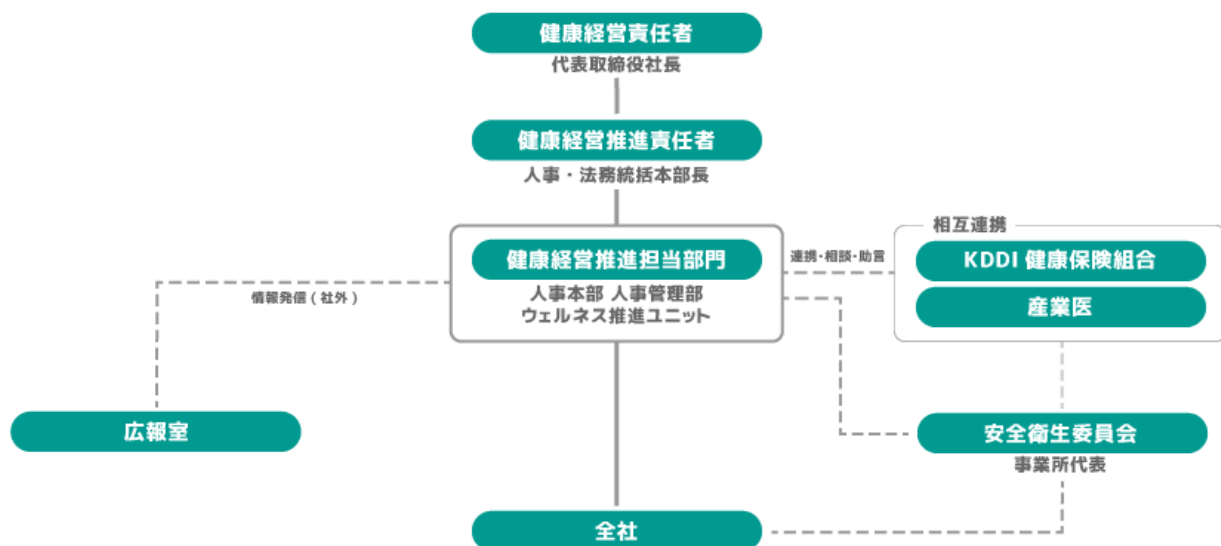 健康経営責任者
代表取締役社長
健康経営推進責任者
人事・法務統括本部長
健康経営推進担当部門
人事本部 人事管理部
ウェルネス推進ユニット
連携・相談・助言
相互連携
KDDI 健康保険組合
産業医
情報発信 ( 社外 )
広報室
安全衛生委員会
事業所代表
全社